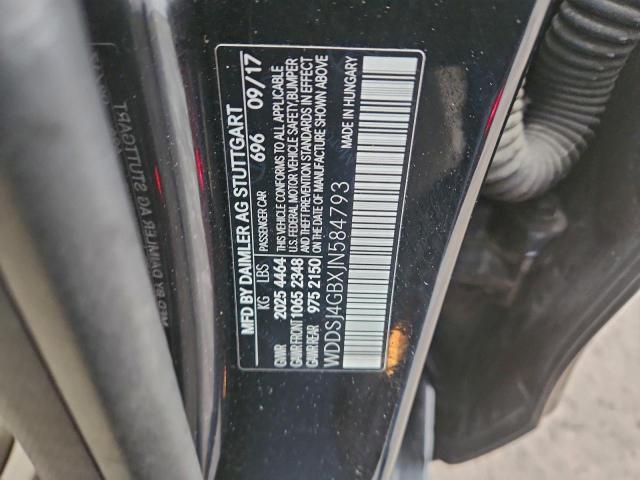 MFD BY DAIMLER AG STUTTGART
KG LBS PASSENGER CAR 696 09/17
GVWR 2025 4464 THIS VEHICLE CONFORMS TO ALL APPLICABLE
GAWR FRONT 1065 2348 U.S. FEDERAL MOTOR VEHICLE SAFETY, BUMPER
GAWR REAR 975 2150 AND THEFT PREVENTION STANDARDS IN EFFECT
ON THE DATE OF MANUFACTURE SHOWN ABOVE
WDDSJ4GBXJN584793 MADE IN HUNGARY